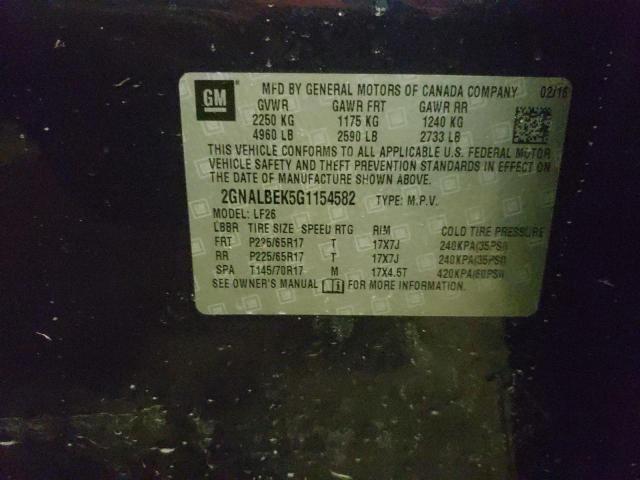 GM
MFD BY GENERAL MOTORS OF CANADA COMPANY 02/16
GVWR GAWR FRT GAWR RR
2250 KG 1175 KG 1240 KG
4960 LB 2590 LB 2733 LB
THIS VEHICLE CONFORMS TO ALL APPLICABLE U.S. FEDERAL MOTOR
VEHICLE SAFETY AND THEFT PREVENTION STANDARDS IN EFFECT ON
THE DATE OF MANUFACTURE SHOWN ABOVE.
2GNALBEK5G1154582 TYPE: M.P.V.
MODEL: LF26
LBBR TIRE SIZE SPEED RTG RIM COLD TIRE PRESSURE
FRT P225/65R17 T 17X7J 240KPA(35PSI)
RR P225/65R17 T 17X7J 240KPA(35PSI)
SPA T145/70R17 M 17X4.5T 420KPA(60PSI)
SEE OWNER'S MANUAL FOR MORE INFORMATION.